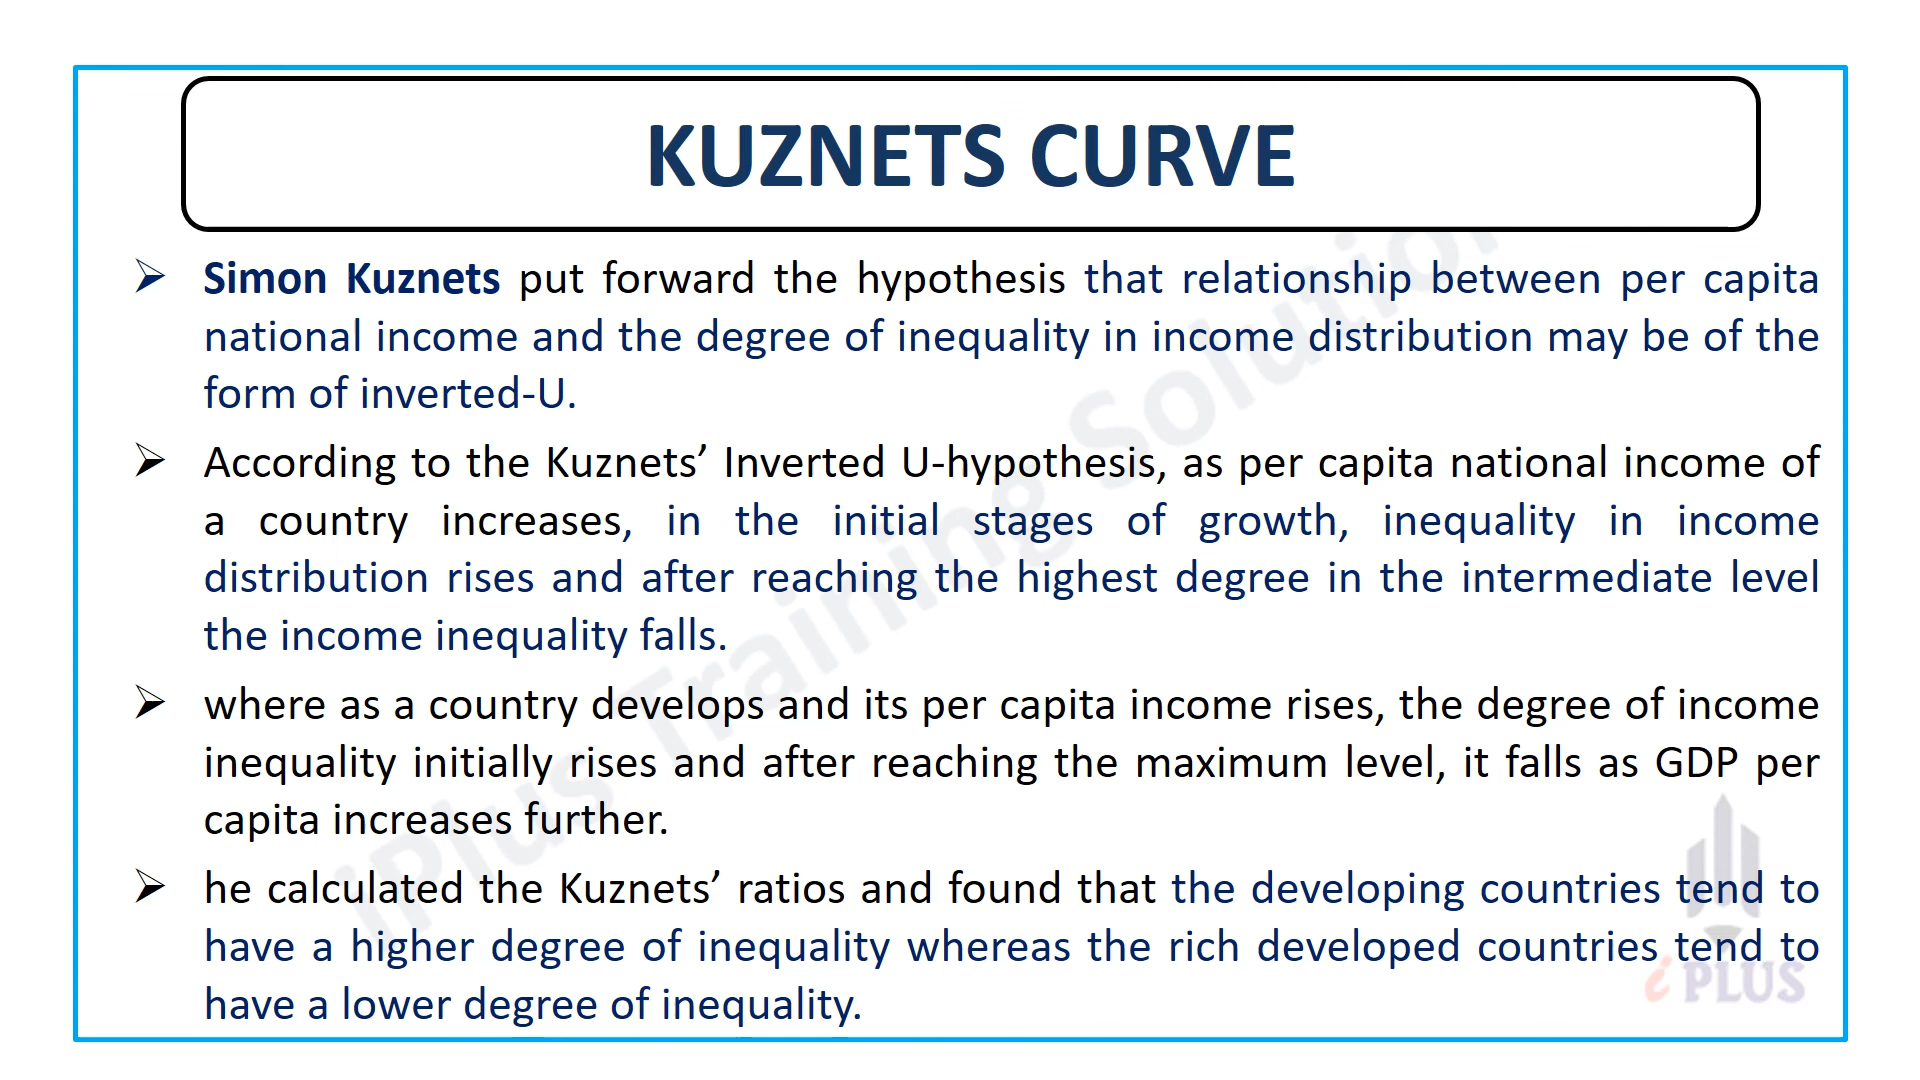 KUZNETS CURVE
➢ Simon Kuznets put forward the hypothesis that relationship between per capita
national income and the degree of inequality in income distribution may be of the
form of inverted-U.
➢ According to the Kuznets’ Inverted U-hypothesis, as per capita national income of
a country increases, in the initial stages of growth, inequality in income
distribution rises and after reaching the highest degree in the intermediate level
the income inequality falls.
➢ where as a country develops and its per capita income rises, the degree of income
inequality initially rises and after reaching the maximum level, it falls as GDP per
capita increases further.
➢ he calculated the Kuznets’ ratios and found that the developing countries tend to
have a higher degree of inequality whereas the rich developed countries tend to
have a lower degree of inequality.
iPlus Training Solution
i PLUS